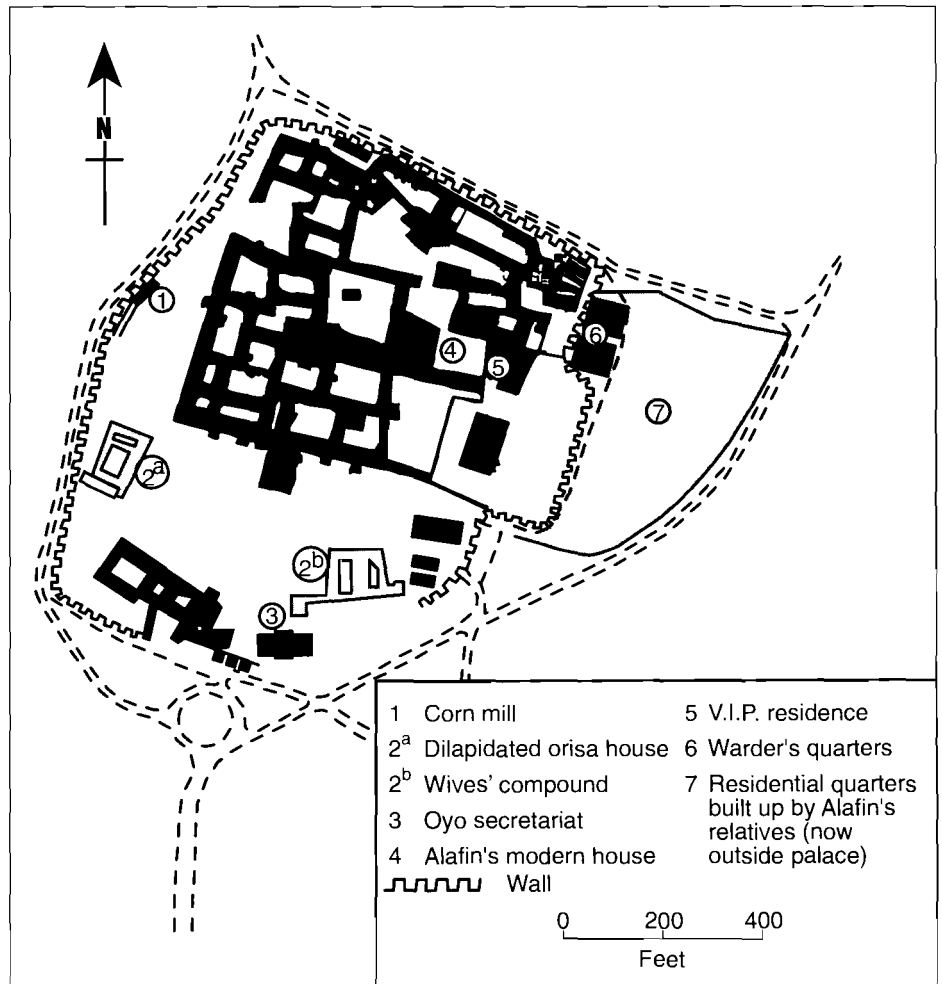 N
1
4
5
6
7
2a
2b
3
1 Corn mill
2a Dilapidated orisa house
2b Wives' compound
3 Oyo secretariat
4 Alafin's modern house
Wall
5 V.I.P. residence
6 Warder's quarters
7 Residential quarters
built up by Alafin's
relatives (now
outside palace)
0 200 400
Feet